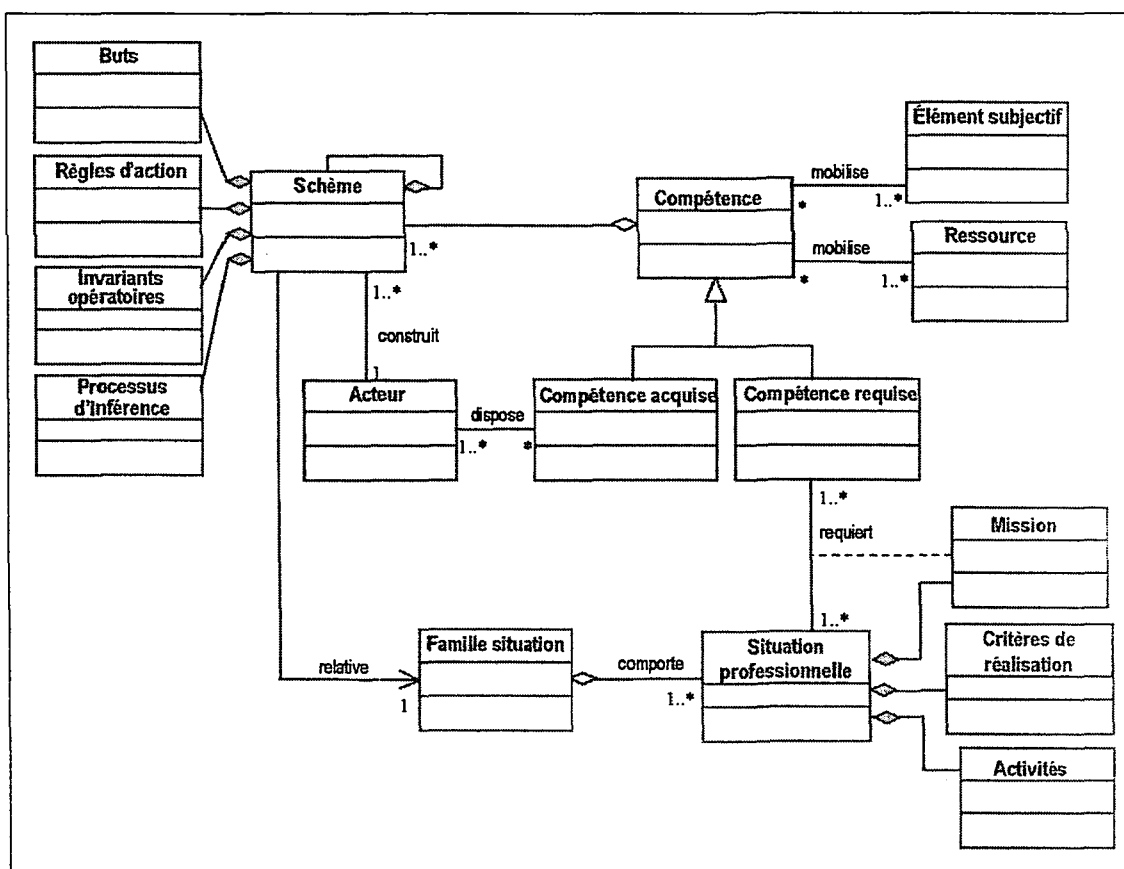 Buts
Règles d'action
Invariants
opératoires
Processus
d'Inférence
Schème
1..*
1..*
construit
1
Acteur
dispose
1..*
*
Compétence
mobilise
*
1..*
Élément subjectif
mobilise
*
1..*
Ressource
Compétence acquise
Compétence requise
1..*
requiert
1..*
Mission
relative
1
Famille situation
comporte
1..*
Situation
professionnelle
Critères de
réalisation
Activités